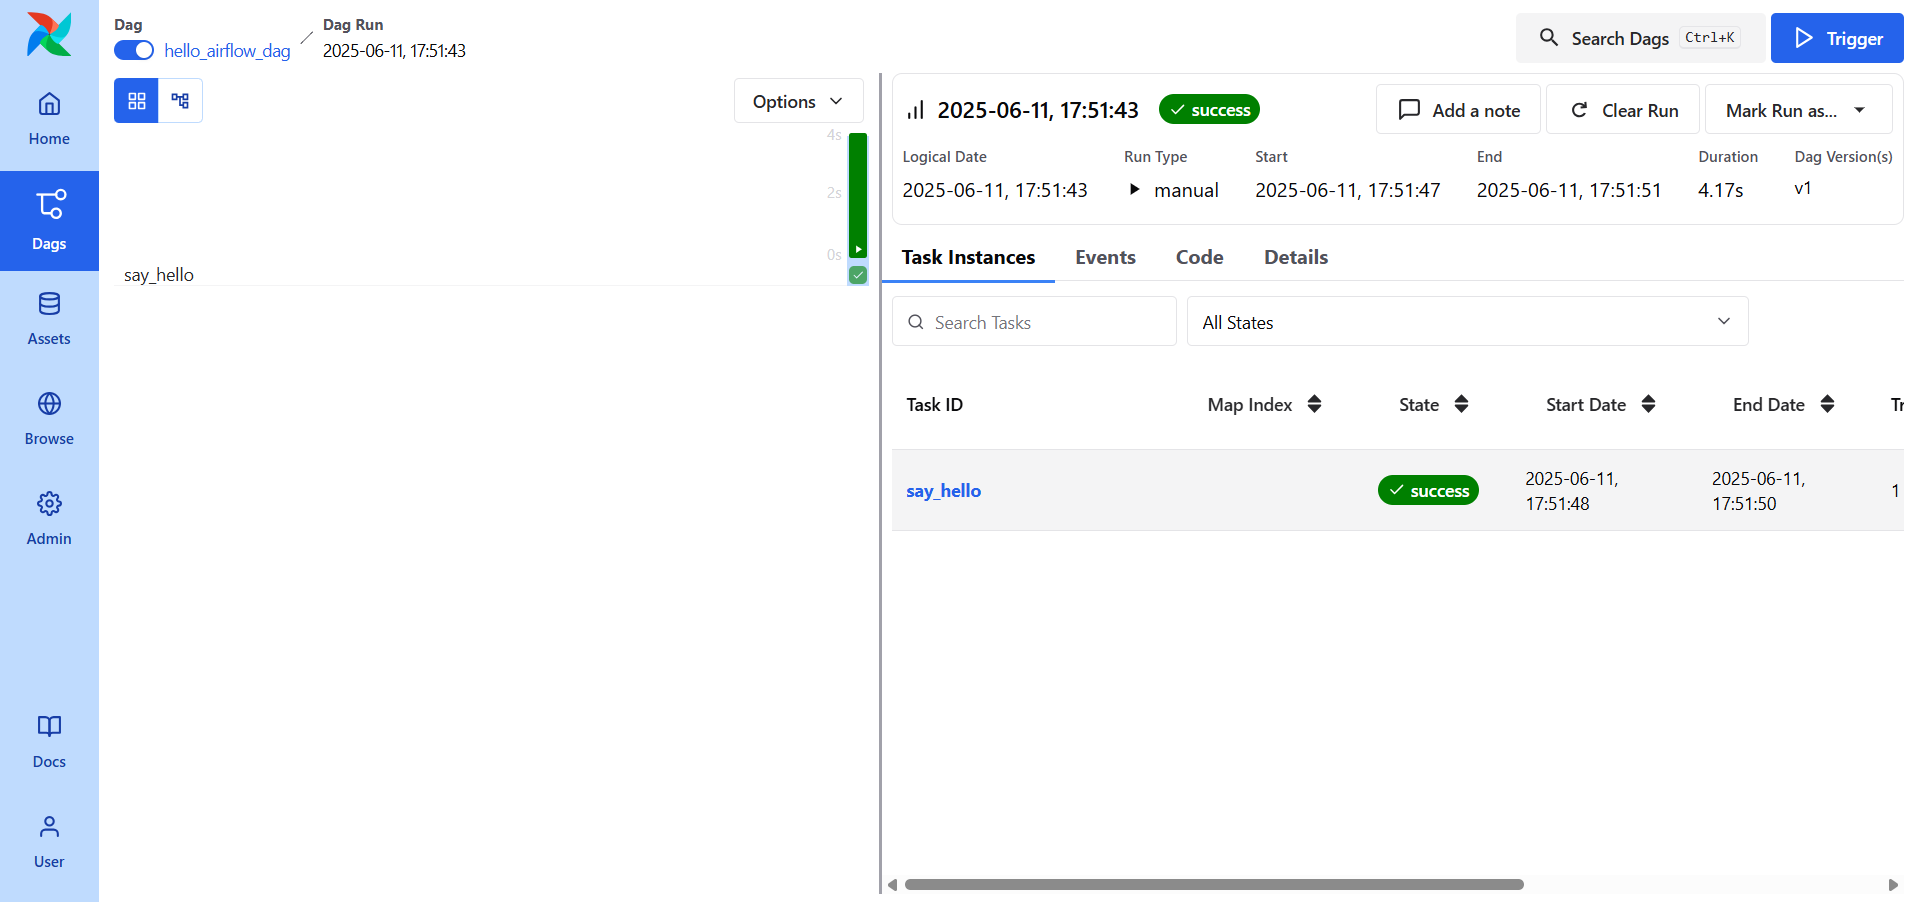 Dag
hello_airflow_dag
Dag Run
2025-06-11, 17:51:43
Search Dags Ctrl+K
Trigger
Home
Dags
Assets
Browse
Admin
Docs
User
Options
4s
2s
0s
say_hello
2025-06-11, 17:51:43 success
Add a note
Clear Run
Mark Run as...
Logical Date Run Type Start End Duration Dag Version(s)
2025-06-11, 17:51:43 manual 2025-06-11, 17:51:47 2025-06-11, 17:51:51 4.17s v1
Task Instances Events Code Details
Search Tasks
All States
Task ID Map Index State Start Date End Date Tr
say_hello success 2025-06-11, 17:51:48 2025-06-11, 17:51:50 1